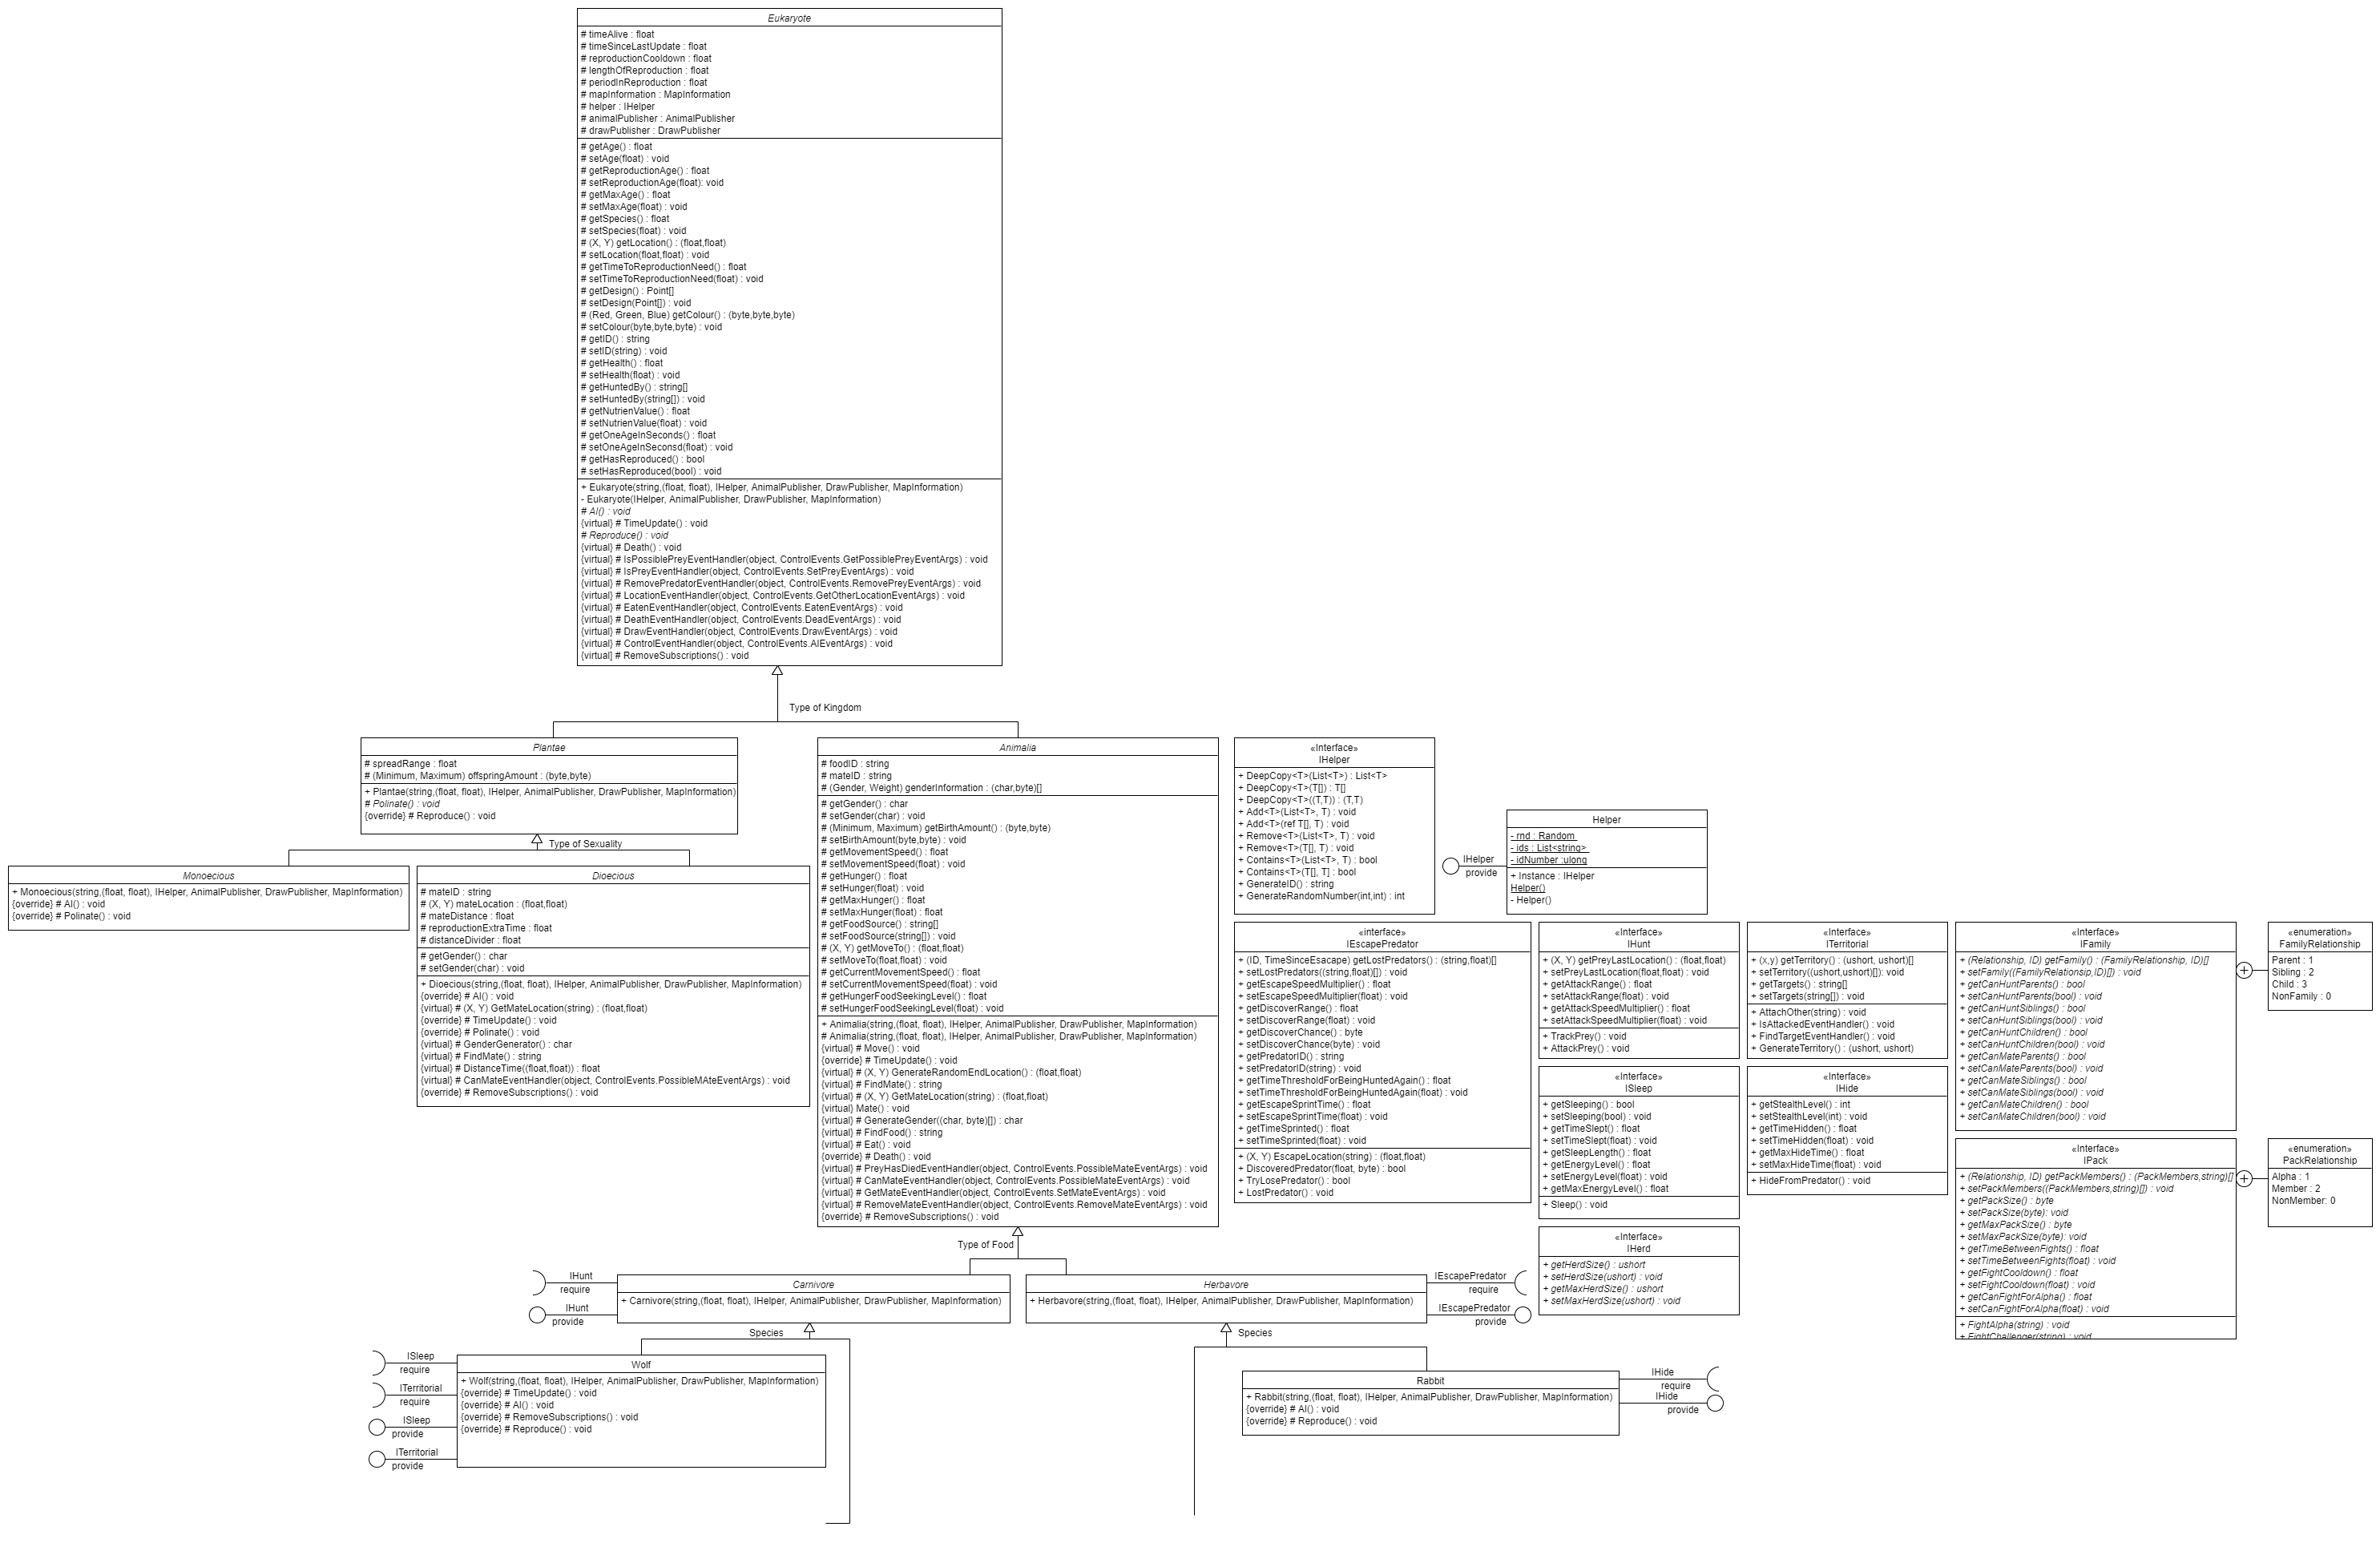 Eukaryote
# timeAlive : float
# timeSinceLastUpdate : float
# reproductionCooldown : float
# lengthOfReproduction : float
# periodInReproduction : float
# mapInformation : MapInformation
# helper : IHelper
# animalPublisher : AnimalPublisher
# drawPublisher : DrawPublisher
# getAge() : float
# setAge(float) : void
# getReproductionAge() : float
# setReproductionAge(float): void
# getMaxAge() : float
# setMaxAge(float) : void
# getSpecies() : float
# setSpecies(float) : void
# (X, Y) getLocation() : (float,float)
# setLocation(float,float) : void
# getTimeToReproductionNeed() : float
# setTimeToReproductionNeed(float) : void
# getDesign() : Point[]
# setDesign(Point[]) : void
# (Red, Green, Blue) getColour() : (byte,byte,byte)
# setColour(byte,byte,byte) : void
# getID() : string
# setID(string) : void
# getHealth() : float
# setHealth(float) : void
# getHuntedBy() : string[]
# setHuntedBy(string[]) : void
# getNutrienValue() : float
# setNutrienValue(float) : void
# getOneAgeInSeconds() : float
# setOneAgeInSeconsd(float) : void
# getHasReproduced() : bool
# setHasReproduced(bool) : void
+ Eukaryote(string,(float, float), IHelper, AnimalPublisher, DrawPublisher, MapInformation)
- Eukaryote(IHelper, AnimalPublisher, DrawPublisher, MapInformation)
# AI() : void
{virtual} # TimeUpdate() : void
# Reproduce() : void
{virtual} # Death() : void
{virtual} # IsPossiblePreyEventHandler(object, ControlEvents.GetPossiblePreyEventArgs) : void
{virtual} # IsPreyEventHandler(object, ControlEvents.SetPreyEventArgs) : void
{virtual} # RemovePredatorEventHandler(object, ControlEvents.RemovePreyEventArgs) : void
{virtual} # LocationEventHandler(object, ControlEvents.GetOtherLocationEventArgs) : void
{virtual} # EatenEventHandler(object, ControlEvents.EatenEventArgs) : void
{virtual} # DeathEventHandler(object, ControlEvents.DeadEventArgs) : void
{virtual} # DrawEventHandler(object, ControlEvents.DrawEventArgs) : void
{virtual} # ControlEventHandler(object, ControlEvents.AIEventArgs) : void
{virtual] # RemoveSubscriptions() : void
Type of Kingdom
Plantae
# spreadRange : float
# (Minimum, Maximum) offspringAmount : (byte,byte)
+ Plantae(string,(float, float), IHelper, AnimalPublisher, DrawPublisher, MapInformation)
# Polinate() : void
{override} # Reproduce() : void
Type of Sexuality
Monoecious
+ Monoecious(string,(float, float), IHelper, AnimalPublisher, DrawPublisher, MapInformation)
{override} # AI() : void
{override} # Polinate() : void
Dioecious
# mateID : string
# (X, Y) mateLocation : (float,float)
# mateDistance : float
# reproductionExtraTime : float
# distanceDivider : float
# getGender() : char
# setGender(char) : void
+ Dioecious(string,(float, float), IHelper, AnimalPublisher, DrawPublisher, MapInformation)
{override} # AI() : void
{virtual} # (X, Y) GetMateLocation(string) : (float,float)
{override} # TimeUpdate() : void
{override} # Polinate() : void
{virtual} # GenderGenerator() : char
{virtual} # FindMate() : string
{virtual} # DistanceTime((float,float)) : float
{virtual} # CanMateEventHandler(object, ControlEvents.PossibleMAteEventArgs) : void
{override} # RemoveSubscriptions() : void
Animalia
# foodID : string
# mateID : string
# (Gender, Weight) genderInformation : (char,byte)[]
# getGender() : char
# setGender(char) : void
# (Minimum, Maximum) getBirthAmount() : (byte,byte)
# setBirthAmount(byte,byte) : void
# getMovementSpeed() : float
# setMovementSpeed(float) : void
# getHunger() : float
# setHunger(float) : void
# getMaxHunger() : float
# setMaxHunger(float) : float
# getFoodSource() : string[]
# setFoodSource(string[]) : void
# (X, Y) getMoveTo() : (float,float)
# setMoveTo(float,float) : void
# getCurrentMovementSpeed() : float
# setCurrentMovementSpeed(float) : void
# getHungerFoodSeekingLevel() : float
# setHungerFoodSeekingLevel(float) : void
+ Animalia(string,(float, float), IHelper, AnimalPublisher, DrawPublisher, MapInformation)
# Animalia(string,(float, float), IHelper, AnimalPublisher, DrawPublisher, MapInformation)
{virtual} # Move() : void
{override} # TimeUpdate() : void
{virtual} # (X, Y) GenerateRandomEndLocation() : (float,float)
{virtual} # FindMate() : string
{virtual} # (X, Y) GetMateLocation(string) : (float,float)
{virtual} Mate() : void
{virtual} # GenerateGender((char, byte)[]) : char
{virtual} # FindFood() : string
{virtual} # Eat() : void
{override} # Death() : void
{virtual} # PreyHasDiedEventHandler(object, ControlEvents.PossibleMateEventArgs) : void
{virtual} # CanMateEventHandler(object, ControlEvents.PossibleMateEventArgs) : void
{virtual} # GetMateEventHandler(object, ControlEvents.SetMateEventArgs) : void
{virtual} # RemoveMateEventHandler(object, ControlEvents.RemoveMateEventArgs) : void
{override} # RemoveSubscriptions() : void
Type of Food
«Interface»
IHelper
+ DeepCopy<T>(List<T>) : List<T>
+ DeepCopy<T>(T[]) : T[]
+ DeepCopy<T>((T,T)) : (T,T)
+ Add<T>(List<T>, T) : void
+ Add<T>(ref T[], T) : void
+ Remove<T>(List<T>, T) : void
+ Remove<T>(T[], T) : void
+ Contains<T>(List<T>, T) : bool
+ Contains<T>(T[], T] : bool
+ GenerateID() : string
+ GenerateRandomNumber(int,int) : int
IHelper
provide
Helper
- rnd : Random
- ids : List<string>
- idNumber :ulong
+ Instance : IHelper
Helper()
- Helper()
«interface»
IEscapePredator
+ (ID, TimeSinceEsacape) getLostPredators() : (string,float)[]
+ setLostPredators((string,float)[]) : void
+ getEscapeSpeedMultiplier() : float
+ setEscapeSpeedMultiplier(float) : void
+ getDiscoverRange() : float
+ setDiscoverRange(float) : void
+ getDiscoverChance() : byte
+ setDiscoverChance(byte) : void
+ getPredatorID() : string
+ setPredatorID(string) : void
+ getTimeThresholdForBeingHuntedAgain() : float
+ setTimeThresholdForBeingHuntedAgain(float) : void
+ getEscapeSprintTime() : float
+ setEscapeSprintTime(float) : void
+ getTimeSprinted() : float
+ setTimeSprinted(float) : void
+ (X, Y) EscapeLocation(string) : (float,float)
+ DiscoveredPredator(float, byte) : bool
+ TryLosePredator() : bool
+ LostPredator() : void
«Interface»
IHunt
+ (X, Y) getPreyLastLocation() : (float,float)
+ setPreyLastLocation(float,float) : void
+ getAttackRange() : float
+ setAttackRange(float) : void
+ getAttackSpeedMultiplier() : float
+ setAttackSpeedMultiplier(float) : void
+ TrackPrey() : void
+ AttackPrey() : void
«Interface»
ITerritorial
+ (x,y) getTerritory() : (ushort, ushort)[]
+ setTerritory((ushort,ushort)[]): void
+ getTargets() : string[]
+ setTargets(string[]) : void
+ AttachOther(string) : void
+ IsAttackedEventHandler() : void
+ FindTargetEventHandler() : void
+ GenerateTerritory() : (ushort, ushort)
«Interface»
IFamily
+ (Relationship, ID) getFamily() : (FamilyRelationship, ID)[]
+ setFamily((FamilyRelationsip,ID)[]) : void
+ getCanHuntParents() : bool
+ setCanHuntParents(bool) : void
+ getCanHuntSiblings() : bool
+ setCanHuntSiblings(bool) : void
+ getCanHuntChildren() : bool
+ setCanHuntChildren(bool) : void
+ getCanMateParents() : bool
+ setCanMateParents(bool) : void
+ getCanMateSiblings() : bool
+ setCanMateSiblings(bool) : void
+ getCanMateChildren() : bool
+ setCanMateChildren(bool) : void
«enumeration»
FamilyRelationship
Parent : 1
Sibling : 2
Child : 3
NonFamily : 0
«Interface»
ISleep
+ getSleeping() : bool
+ setSleeping(bool) : void
+ getTimeSlept() : float
+ setTimeSlept(float) : void
+ getSleepLength() : float
+ getEnergyLevel() : float
+ setEnergyLevel(float) : void
+ getMaxEnergyLevel() : float
+ Sleep() : void
«Interface»
IHide
+ getStealthLevel() : int
+ setStealthLevel(int) : void
+ getTimeHidden() : float
+ setTimeHidden(float) : void
+ getMaxHideTime() : float
+ setMaxHideTime(float) : void
+ HideFromPredator() : void
«Interface»
IPack
+ (Relationship, ID) getPackMembers() : (PackMembers,string)[]
+ setPackMembers((PackMembers,string)[]) : void
+ getPackSize() : byte
+ setPackSize(byte): void
+ getMaxPackSize() : byte
+ setMaxPackSize(byte): void
+ getTimeBetweenFights() : float
+ setTimeBetweenFights(float) : void
+ getFightCooldown() : float
+ setFightCooldown(float) : void
+ getCanFightForAlpha() : float
+ setCanFightForAlpha(float) : void
+ FightAlpha(string) : void
+ FightChallenger(string) : void
«enumeration»
PackRelationship
Alpha : 1
Member : 2
NonMember: 0
«Interface»
IHerd
+ getHerdSize() : ushort
+ setHerdSize(ushort) : void
+ getMaxHerdSize() : ushort
+ setMaxHerdSize(ushort) : void
IHunt
require
IHunt
provide
Carnivore
+ Carnivore(string,(float, float), IHelper, AnimalPublisher, DrawPublisher, MapInformation)
Herbavore
+ Herbavore(string,(float, float), IHelper, AnimalPublisher, DrawPublisher, MapInformation)
IEscapePredator
require
IEscapePredator
provide
Species
Species
ISleep
require
ITerritorial
require
ISleep
provide
ITerritorial
provide
Wolf
+ Wolf(string,(float, float), IHelper, AnimalPublisher, DrawPublisher, MapInformation)
{override} # TimeUpdate() : void
{override} # AI() : void
{override} # RemoveSubscriptions() : void
{override} # Reproduce() : void
Rabbit
+ Rabbit(string,(float, float), IHelper, AnimalPublisher, DrawPublisher, MapInformation)
{override} # AI() : void
{override} # Reproduce() : void
IHide
require
IHide
provide